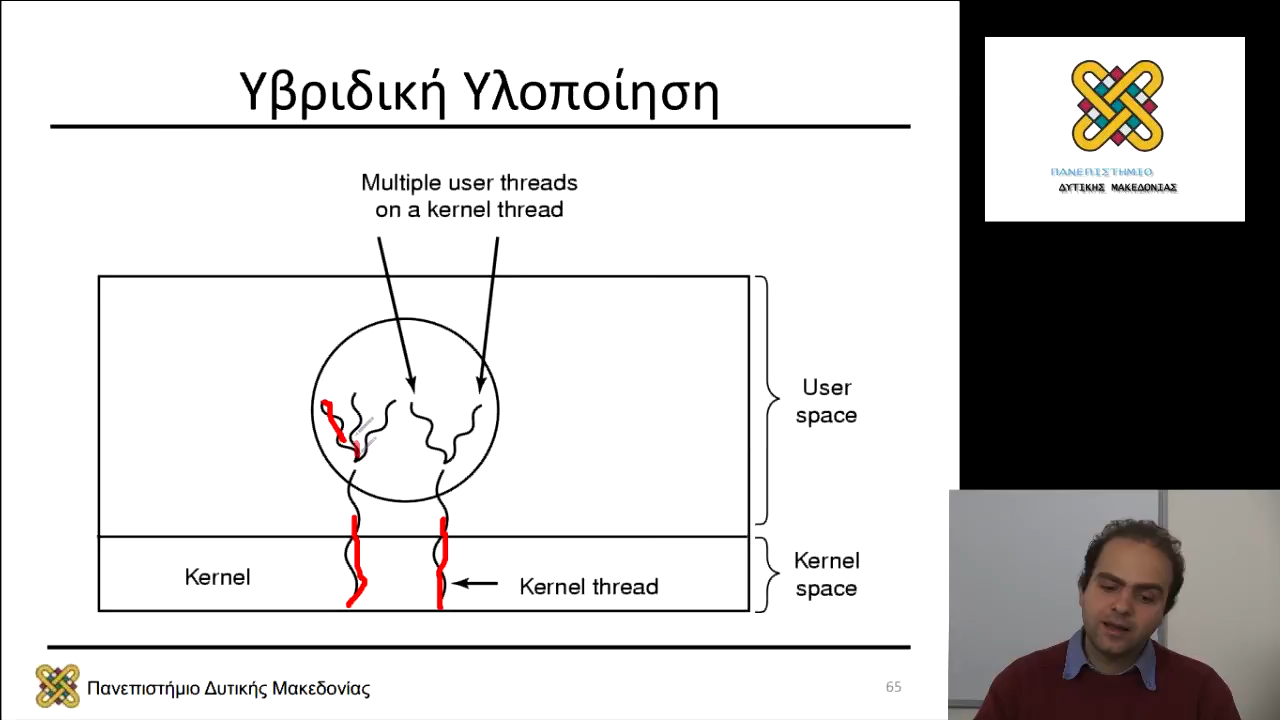 Υβριδική Υλοποίηση
Multiple user threads
on a kernel thread
User
space
Kernel
Kernel thread
Kernel
space
Πανεπιστήμιο Δυτικής Μακεδονίας
65
ΠΑΝΕΠΙΣΤΗΜΙΟ
ΔΥΤΙΚΗΣ ΜΑΚΕΔΟΝΙΑΣ